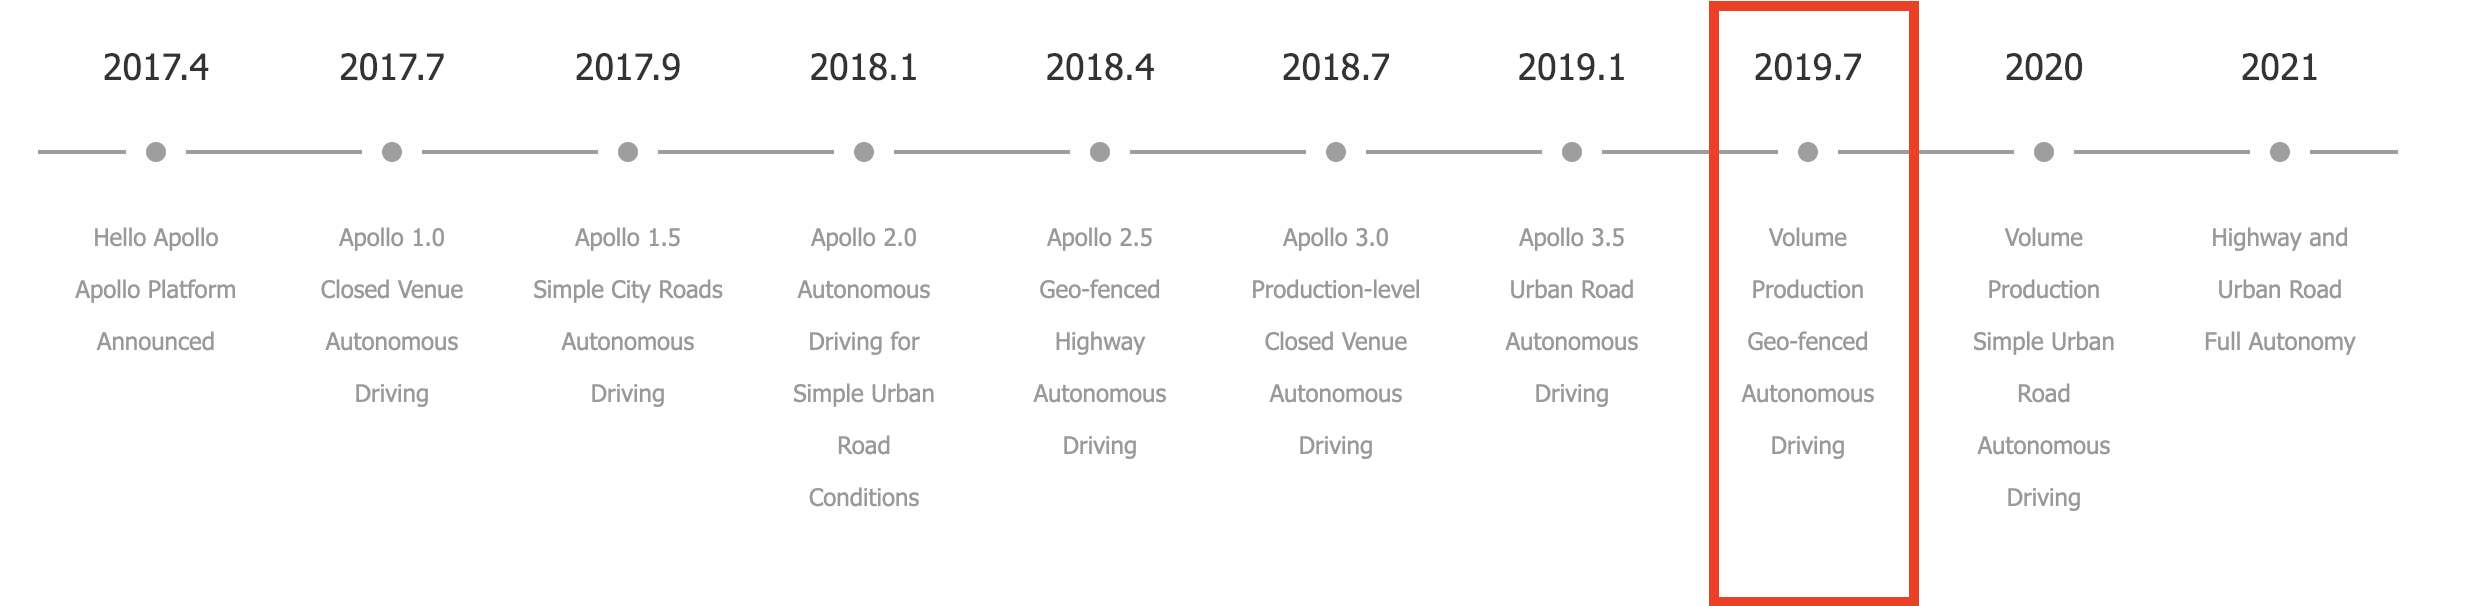 2017.4
Hello Apollo
Apollo Platform
Announced
2017.7
Apollo 1.0
Closed Venue
Autonomous
Driving
2017.9
Apollo 1.5
Simple City Roads
Autonomous
Driving
2018.1
Apollo 2.0
Autonomous
Driving for
Simple Urban
Road
Conditions
2018.4
Apollo 2.5
Geo-fenced
Highway
Autonomous
Driving
2018.7
Apollo 3.0
Production-level
Closed Venue
Autonomous
Driving
2019.1
Apollo 3.5
Urban Road
Autonomous
Driving
2019.7
Volume
Production
Geo-fenced
Autonomous
Driving
2020
Volume
Production
Simple Urban
Road
Autonomous
Driving
2021
Highway and
Urban Road
Full Autonomy